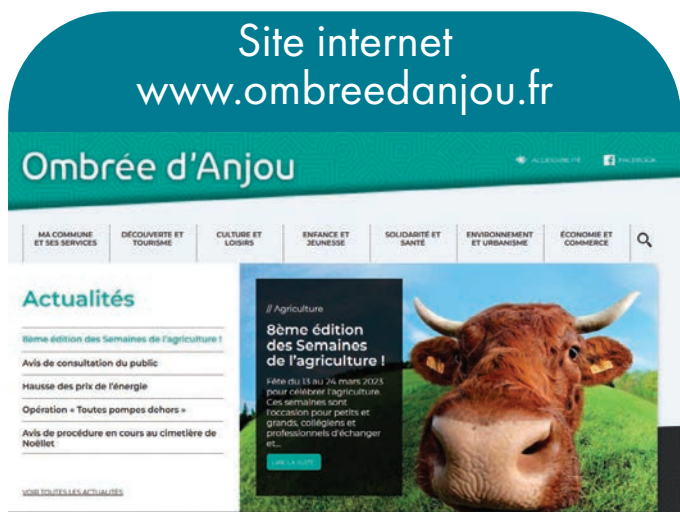 Site internet
www.ombreedanjou.fr
Ombrée d'Anjou
ACCESSIBILITÉ
FACEBOOK
MA COMMUNE
ET SES SERVICES
DÉCOUVERTE ET
TOURISME
CULTURE ET
LOISIRS
ENFANCE ET
JEUNESSE
SOLIDARITÉ ET
SANTÉ
ENVIRONNEMENT
ET URBANISME
ÉCONOMIE ET
COMMERCE
Actualités
8ème édition des Semaines de l'agriculture !
Avis de consultation du public
Hausse des prix de l'énergie
Opération « Toutes pompes dehors »
Avis de procédure en cours au cimetière de
Noëllet
VOIR TOUTES LES ACTUALITÉS
// Agriculture
8ème édition
des Semaines
de l'agriculture !
Fête du 13 au 24 mars 2023
pour célébrer l'agriculture.
Ces semaines sont
l'occasion pour petits et
grands, collégiens et
professionnels d'échanger
et...
LIRE LA SUITE